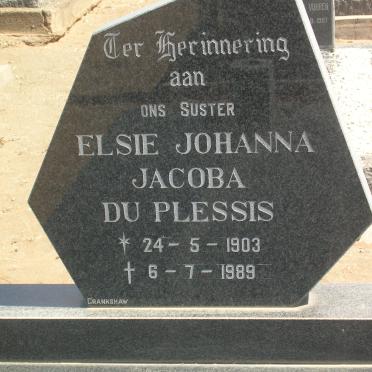 Ter Herinnering
aan
ONS SUSTER
ELSIE JOHANNA
JACOBA
DU PLESSIS
* 24 - 5 - 1903
† 6 - 7 - 1989
CRANKSHAW